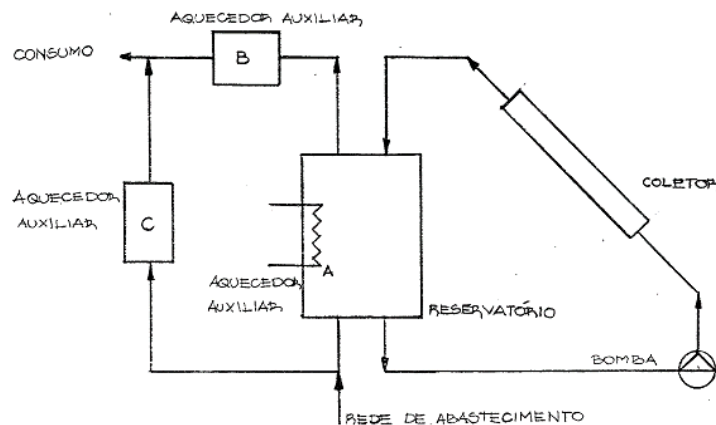 AQUECEDOR AUXILIAR
CONSUMO
B
COLETOR
AQUECEDOR
AUXILIAR
C
A
AQUECEDOR
AUXILIAR
RESERVATÓRIO
BOMBA
REDE DE ABASTECIMENTO